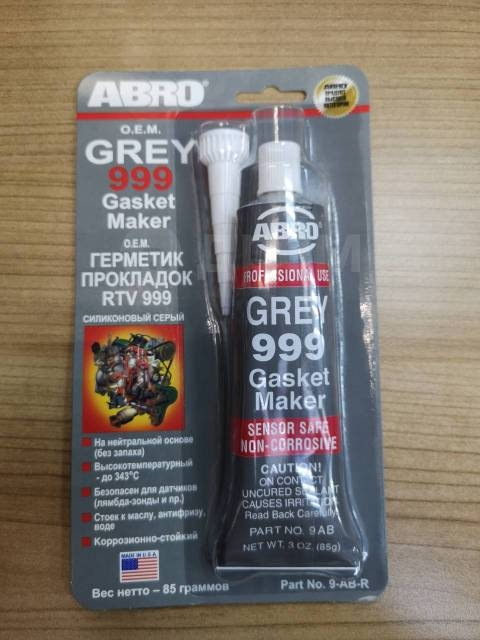 ABRO®
O.E.M.
GREY
999
Gasket
Maker
O.E.M.
ГЕРМЕТИК
ПРОКЛАДОК
RTV 999
СИЛИКОНОВЫЙ СЕРЫЙ
На нейтральной основе
(без запаха)
Высокотемпературный
- до 343°C
Безопасен для датчиков
(лямбда-зонды и пр.)
Стоек к маслу, антифризу,
воде
Коррозионно-стойкий
MADE IN U.S.A.
Вес нетто – 85 граммов
Part No. 9-AB-R
ABRO
ABRO
PROFESSIONAL USE
GREY
999
Gasket
Maker
SENSOR SAFE
NON-CORROSIVE
CAUTION!
ON CONTACT
UNCURED SEALANT
CAUSES IRRITATION
Read Back Carefully
PART NO. 9 AB
NET WT. 3 OZ. (85g)